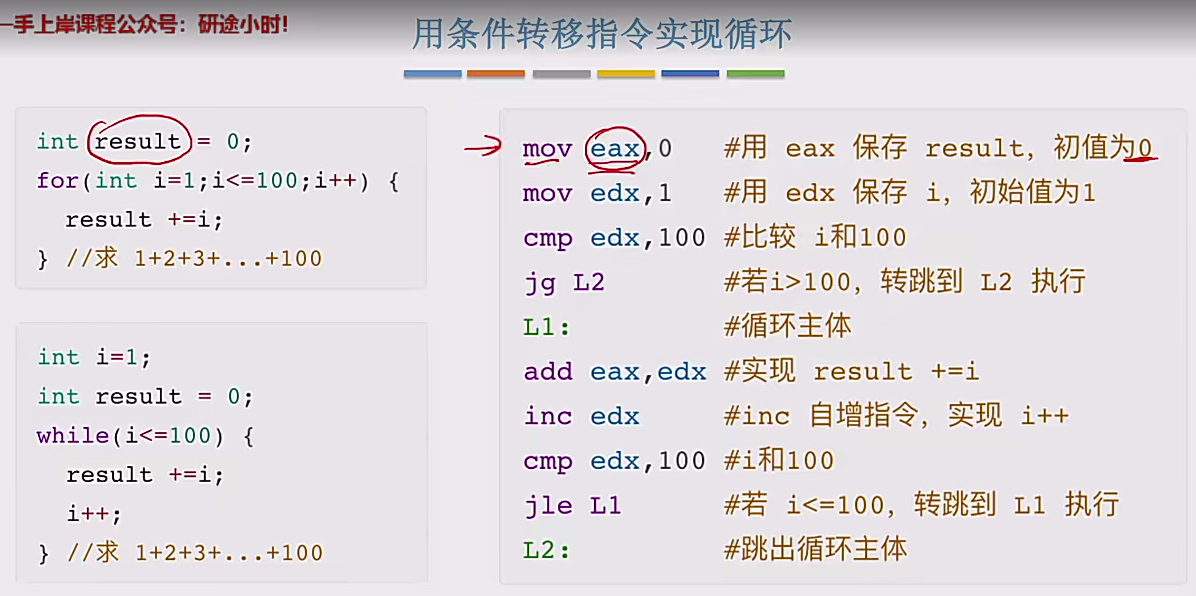 一手上岸课程公众号：研途小时!
用条件转移指令实现循环
int result = 0;
for(int i=1;i<=100;i++) {
result +=i;
} //求 1+2+3+...+100
int i=1;
int result = 0;
while(i<=100) {
result +=i;
i++;
} //求 1+2+3+...+100
mov eax,0 #用 eax 保存 result，初值为0
mov edx,1 #用 edx 保存 i，初始值为1
cmp edx,100 #比较 i和100
jg L2 #若i>100，转跳到 L2 执行
L1: #循环主体
add eax,edx #实现 result +=i
inc edx #inc 自增指令，实现 i++
cmp edx,100 #i和100
jle L1 #若 i<=100，转跳到 L1 执行
L2: #跳出循环主体